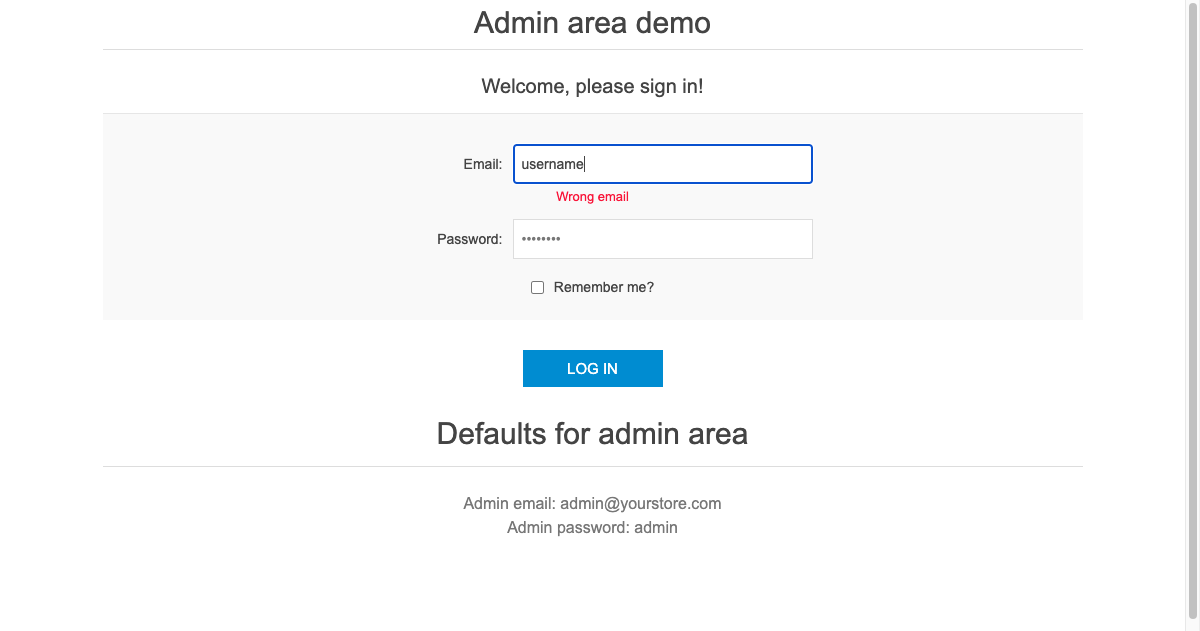 Admin area demo
Welcome, please sign in!
Email: username
Wrong email
Password: ••••••••
Remember me?
LOG IN
Defaults for admin area
Admin email: admin@yourstore.com
Admin password: admin